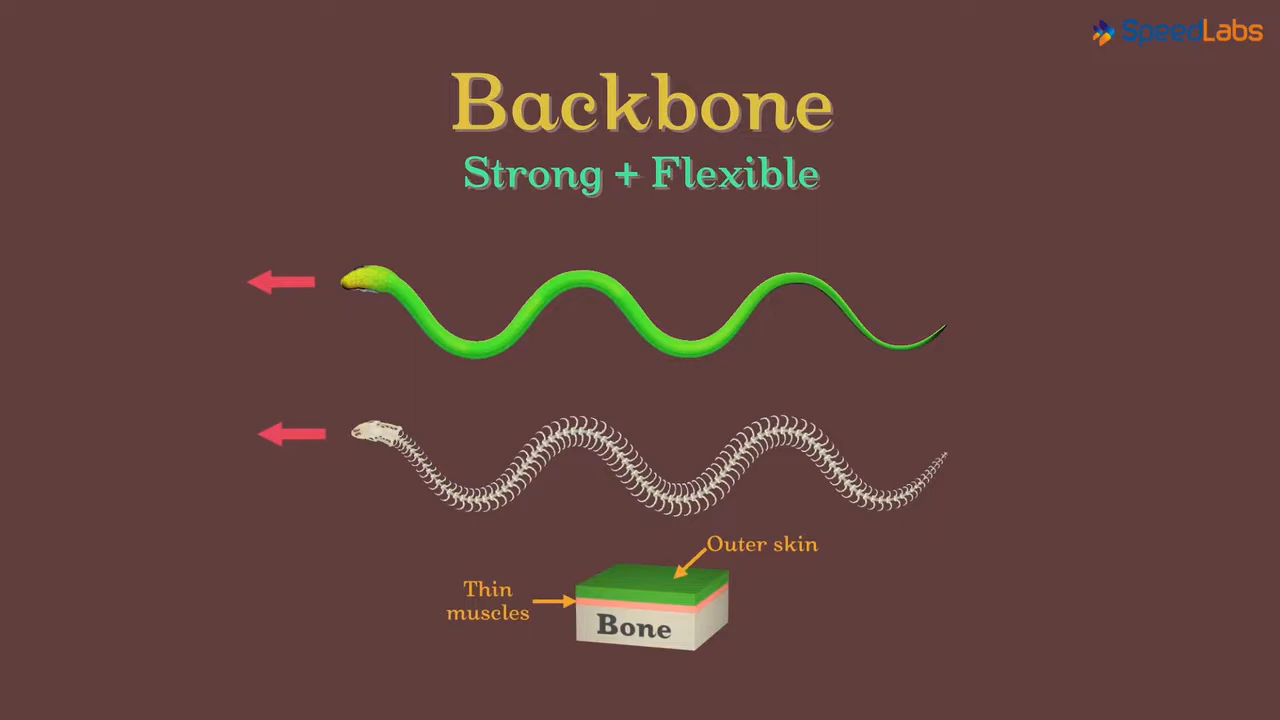 SpeedLabs
Backbone
Strong + Flexible
Outer skin
Thin
muscles
Bone